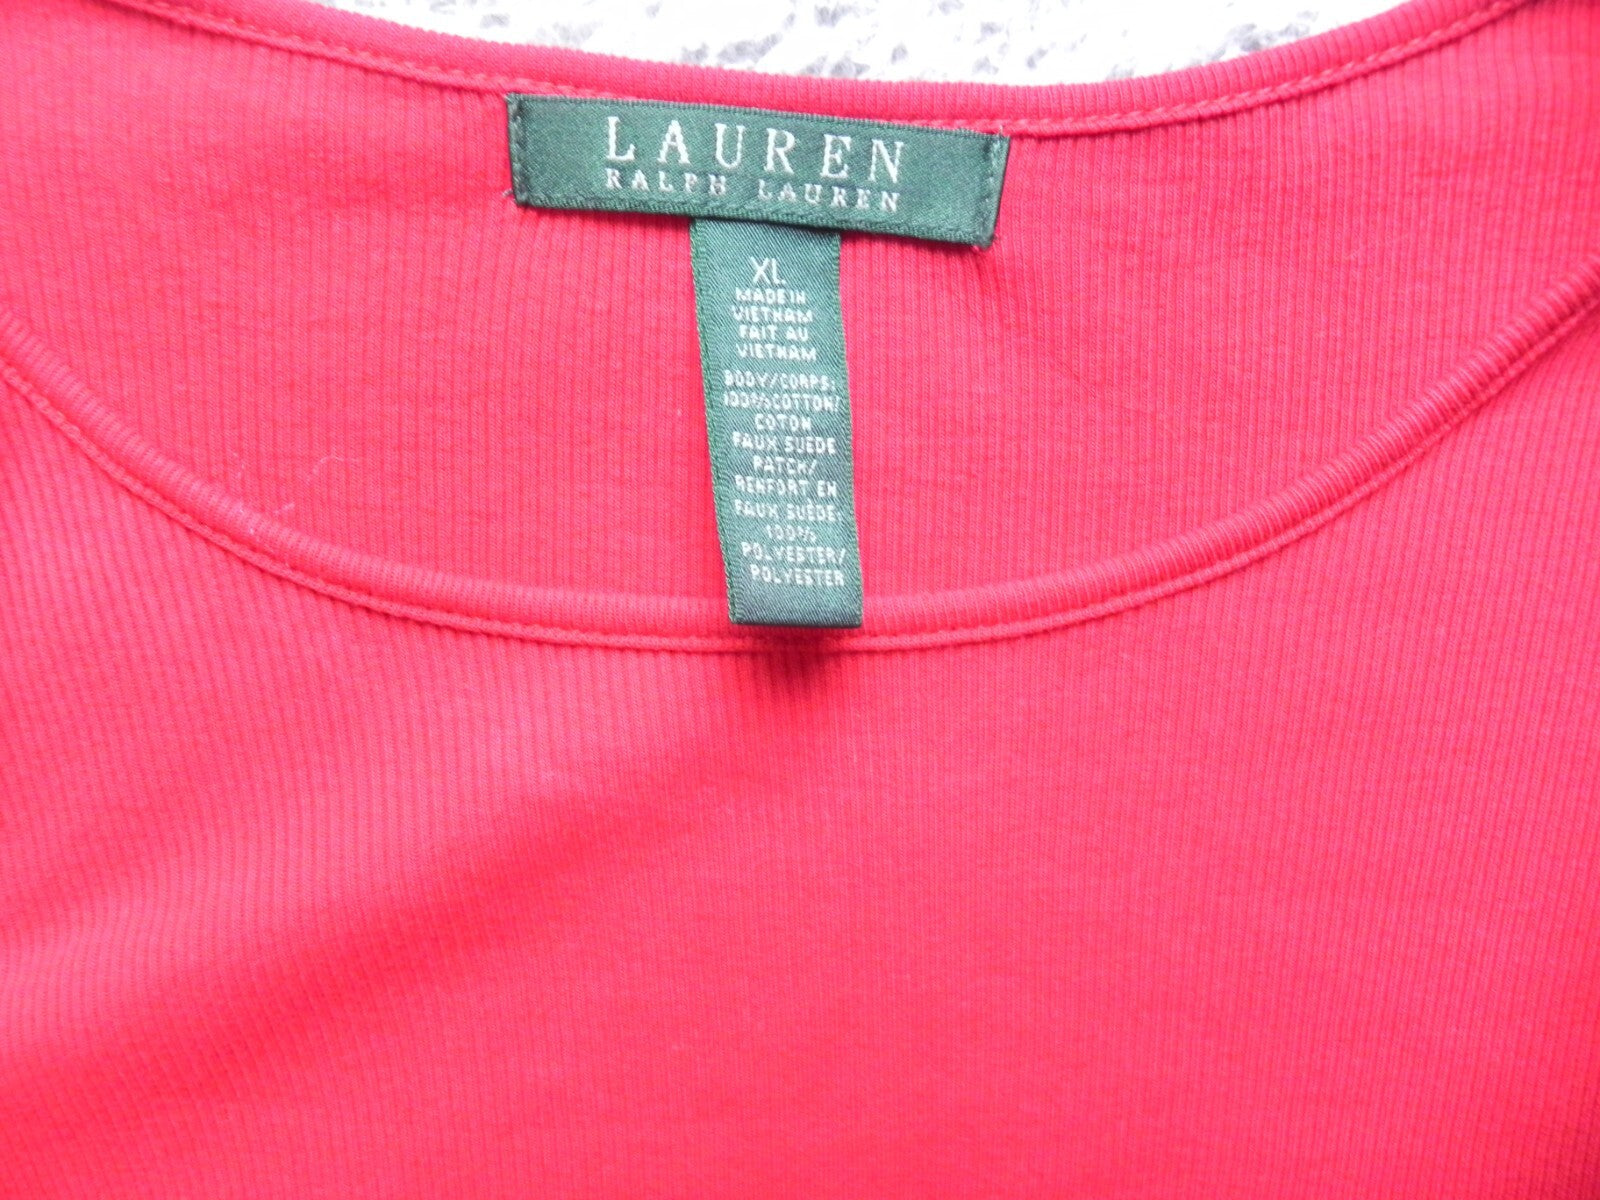 LAUREN
RALPH LAUREN
XL
MADE IN
VIETNAM
FAIT AU
VIETNAM
BODY/CORPS:
100% COTTON/
COTON
FAUX SUEDE
PATCH/
RENFORT EN
FAUX SUÈDE:
100%
POLYESTER/
POLYESTER